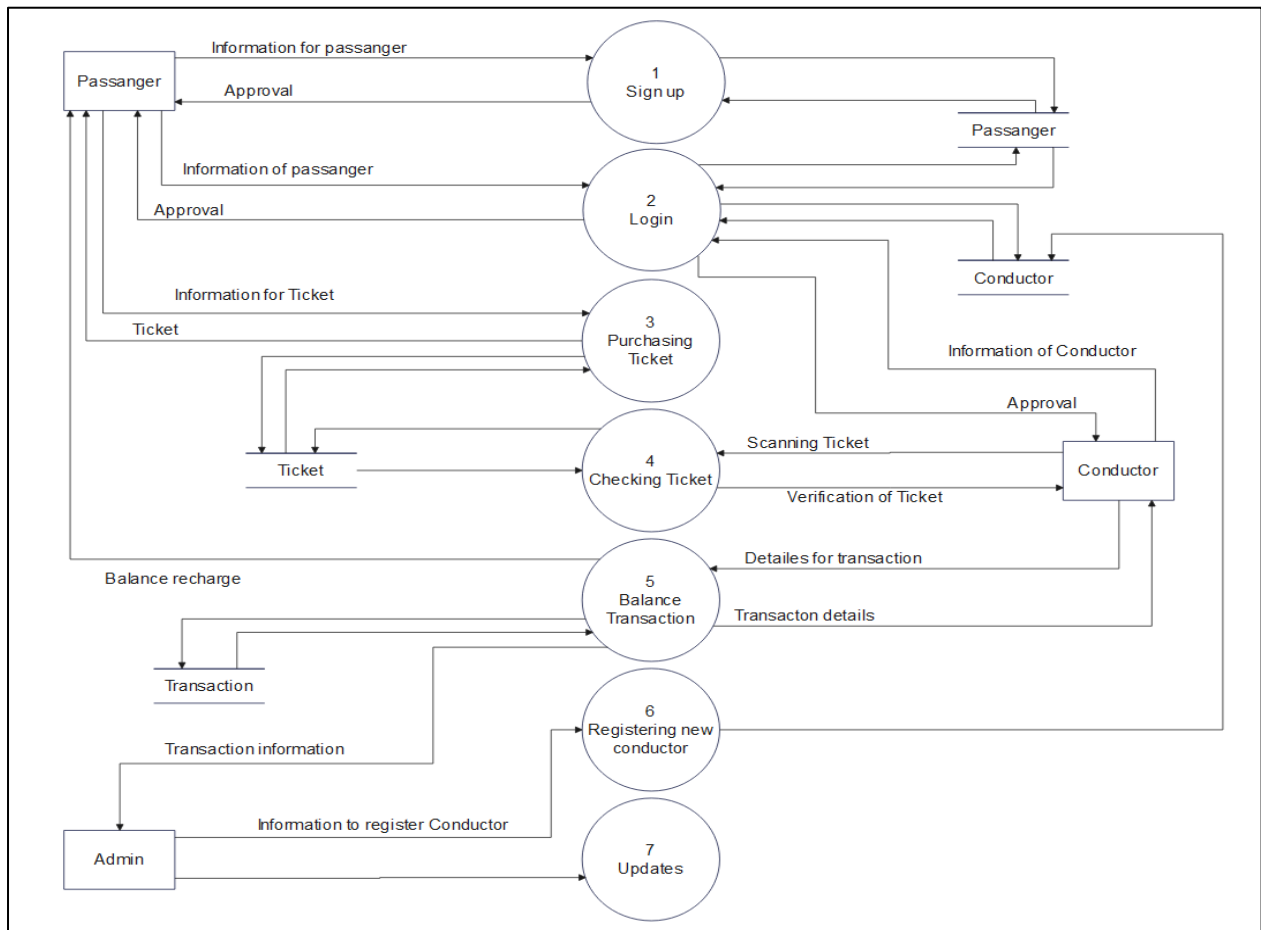 Information for passanger
Passanger
1
Sign up
Approval
Passanger
Information of passanger
2
Login
Approval
Conductor
Information for Ticket
3
Purchasing
Ticket
Ticket
Information of Conductor
Approval
Scanning Ticket
Ticket
4
Checking Ticket
Conductor
Verification of Ticket
Detailes for transaction
Balance recharge
5
Balance
Transaction
Transacton details
Transaction
6
Registering new
conductor
Transaction information
Information to register Conductor
Admin
7
Updates